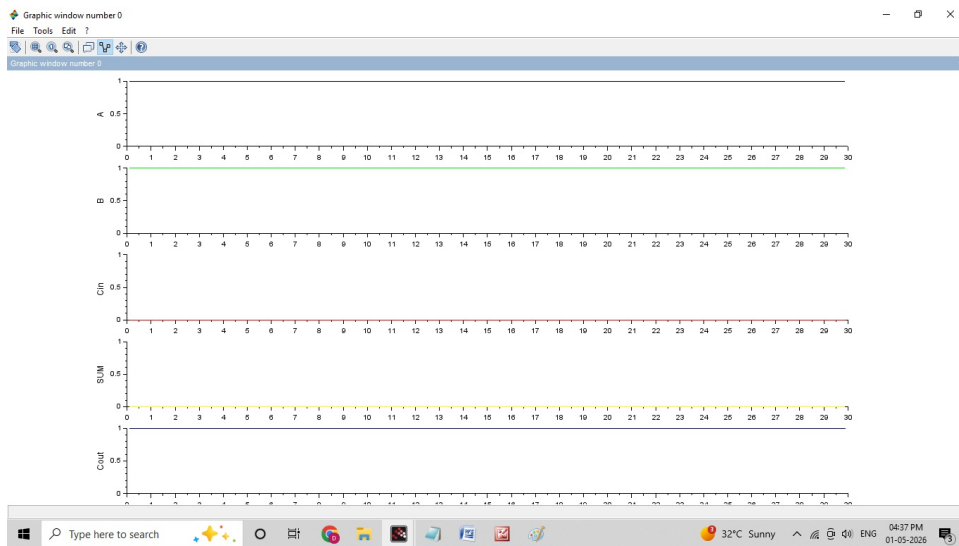 Graphic window number 0
File Tools Edit ?
Graphic window number 0
1
A 0.5
0
0 1 2 3 4 5 6 7 8 9 10 11 12 13 14 15 16 17 18 19 20 21 22 23 24 25 26 27 28 29 30
1
B 0.5
0
0 1 2 3 4 5 6 7 8 9 10 11 12 13 14 15 16 17 18 19 20 21 22 23 24 25 26 27 28 29 30
1
Cin 0.5
0
0 1 2 3 4 5 6 7 8 9 10 11 12 13 14 15 16 17 18 19 20 21 22 23 24 25 26 27 28 29 30
1
SUM 0.5
0
0 1 2 3 4 5 6 7 8 9 10 11 12 13 14 15 16 17 18 19 20 21 22 23 24 25 26 27 28 29 30
1
Cout 0.5
0
Type here to search
32°C Sunny
ENG
04:37 PM
01-05-2026
3